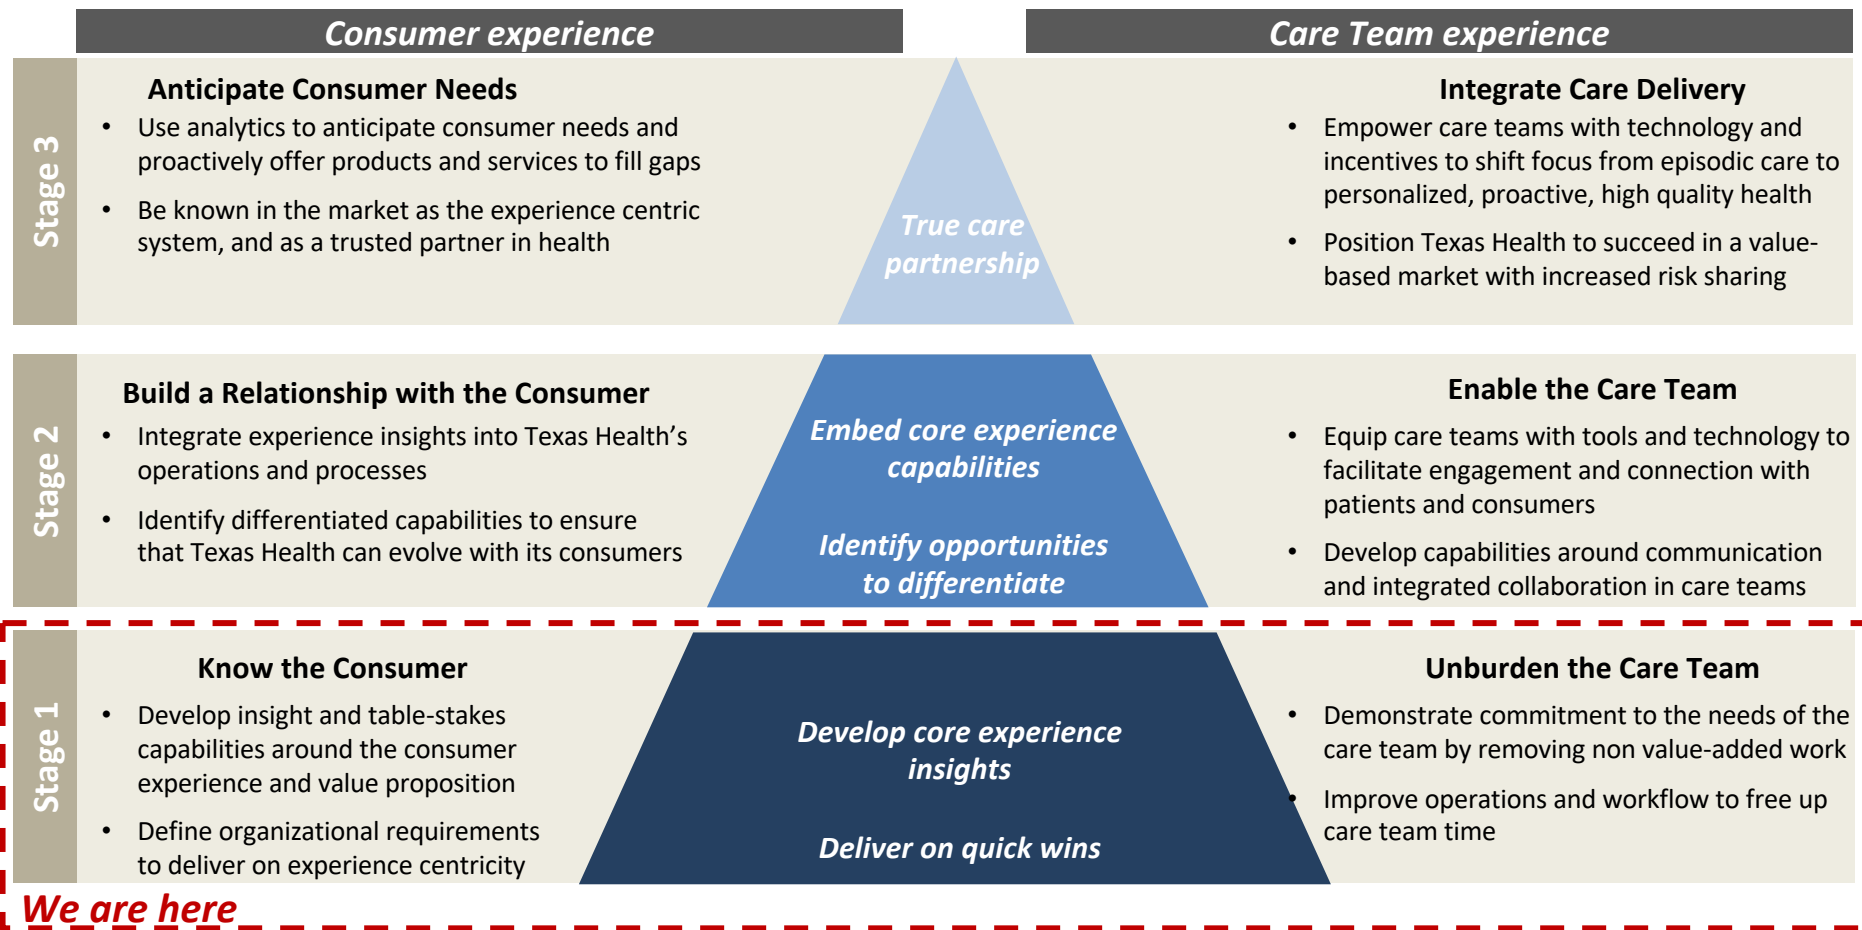 Consumer experience
Care Team experience
Stage 3
Anticipate Consumer Needs
• Use analytics to anticipate consumer needs and
proactively offer products and services to fill gaps
• Be known in the market as the experience centric
system, and as a trusted partner in health
True care
partnership
Integrate Care Delivery
• Empower care teams with technology and
incentives to shift focus from episodic care to
personalized, proactive, high quality health
• Position Texas Health to succeed in a value-
based market with increased risk sharing
Stage 2
Build a Relationship with the Consumer
• Integrate experience insights into Texas Health’s
operations and processes
• Identify differentiated capabilities to ensure
that Texas Health can evolve with its consumers
Embed core experience
capabilities
Identify opportunities
to differentiate
Enable the Care Team
• Equip care teams with tools and technology to
facilitate engagement and connection with
patients and consumers
• Develop capabilities around communication
and integrated collaboration in care teams
Stage 1
Know the Consumer
• Develop insight and table-stakes
capabilities around the consumer
experience and value proposition
• Define organizational requirements
to deliver on experience centricity
Develop core experience
insights
Deliver on quick wins
Unburden the Care Team
• Demonstrate commitment to the needs of the
care team by removing non value-added work
• Improve operations and workflow to free up
care team time
We are here